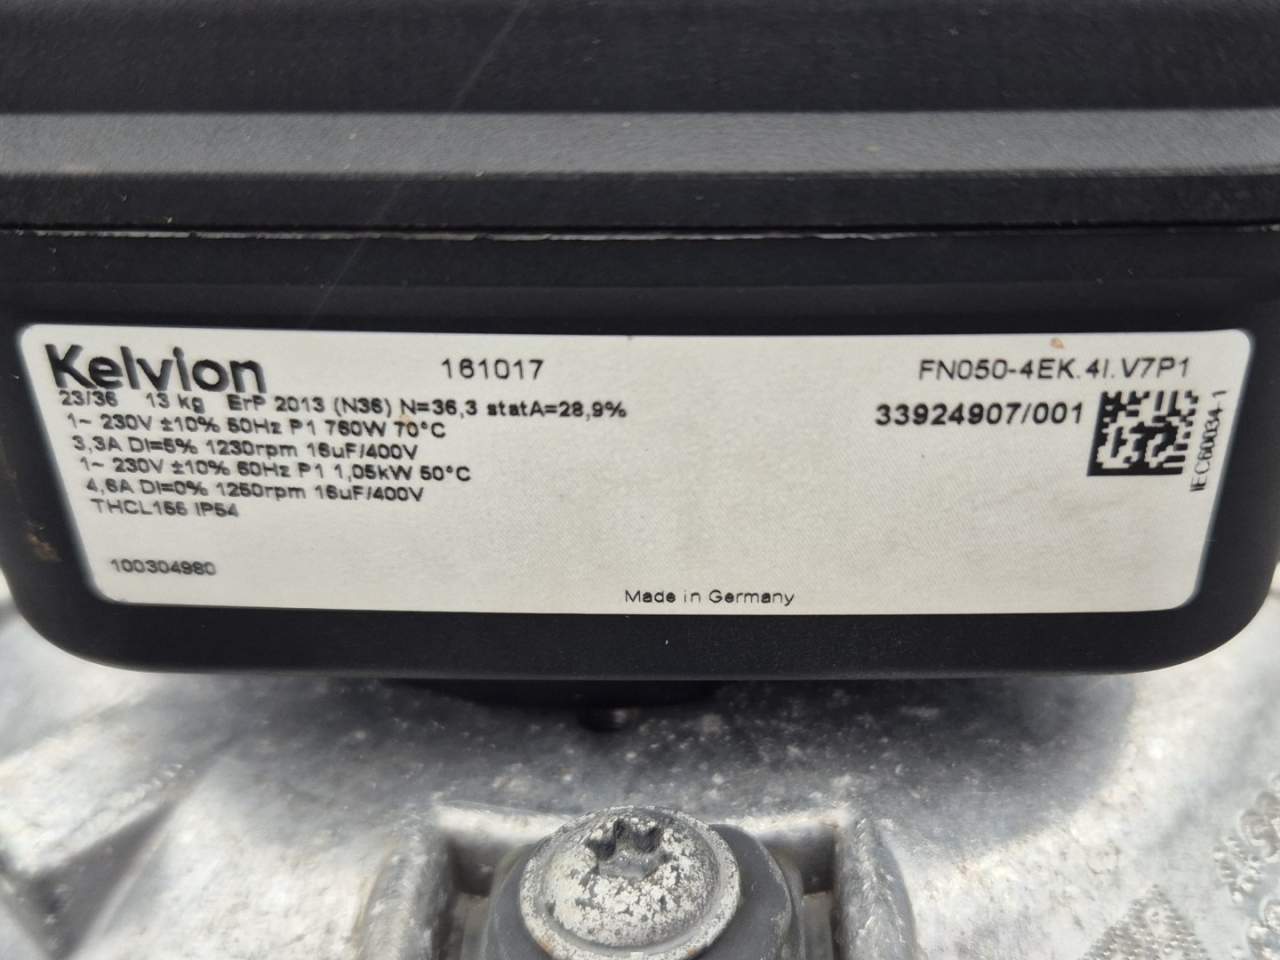 Kelvion 161017 FN050-4EK.4I.V7P1
23/36 13 kg ErP 2013 (N36) N=36,3 statA=28,9% 33924907/001
1~ 230V ±10% 50Hz P1 760W 70°C
3,3A DI=5% 1230rpm 16uF/400V
1~ 230V ±10% 60Hz P1 1,05kW 50°C
4,6A DI=0% 1250rpm 16uF/400V
THCL155 IP54
IEC60034-1
100304980
Made in Germany